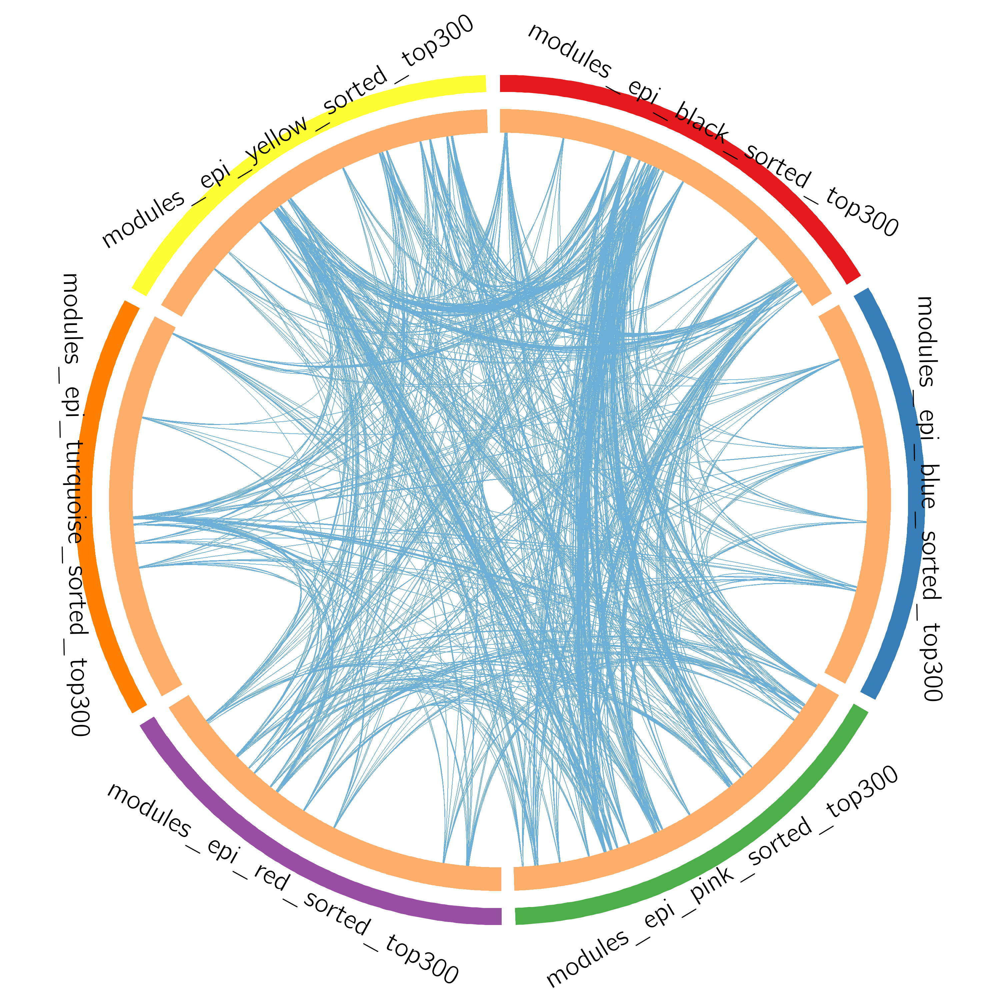 modules_epi_black_sorted_top300
modules_epi_blue_sorted_top300
modules_epi_pink_sorted_top300
modules_epi_red_sorted_top300
modules_epi_turquoise_sorted_top300
modules_epi_yellow_sorted_top300